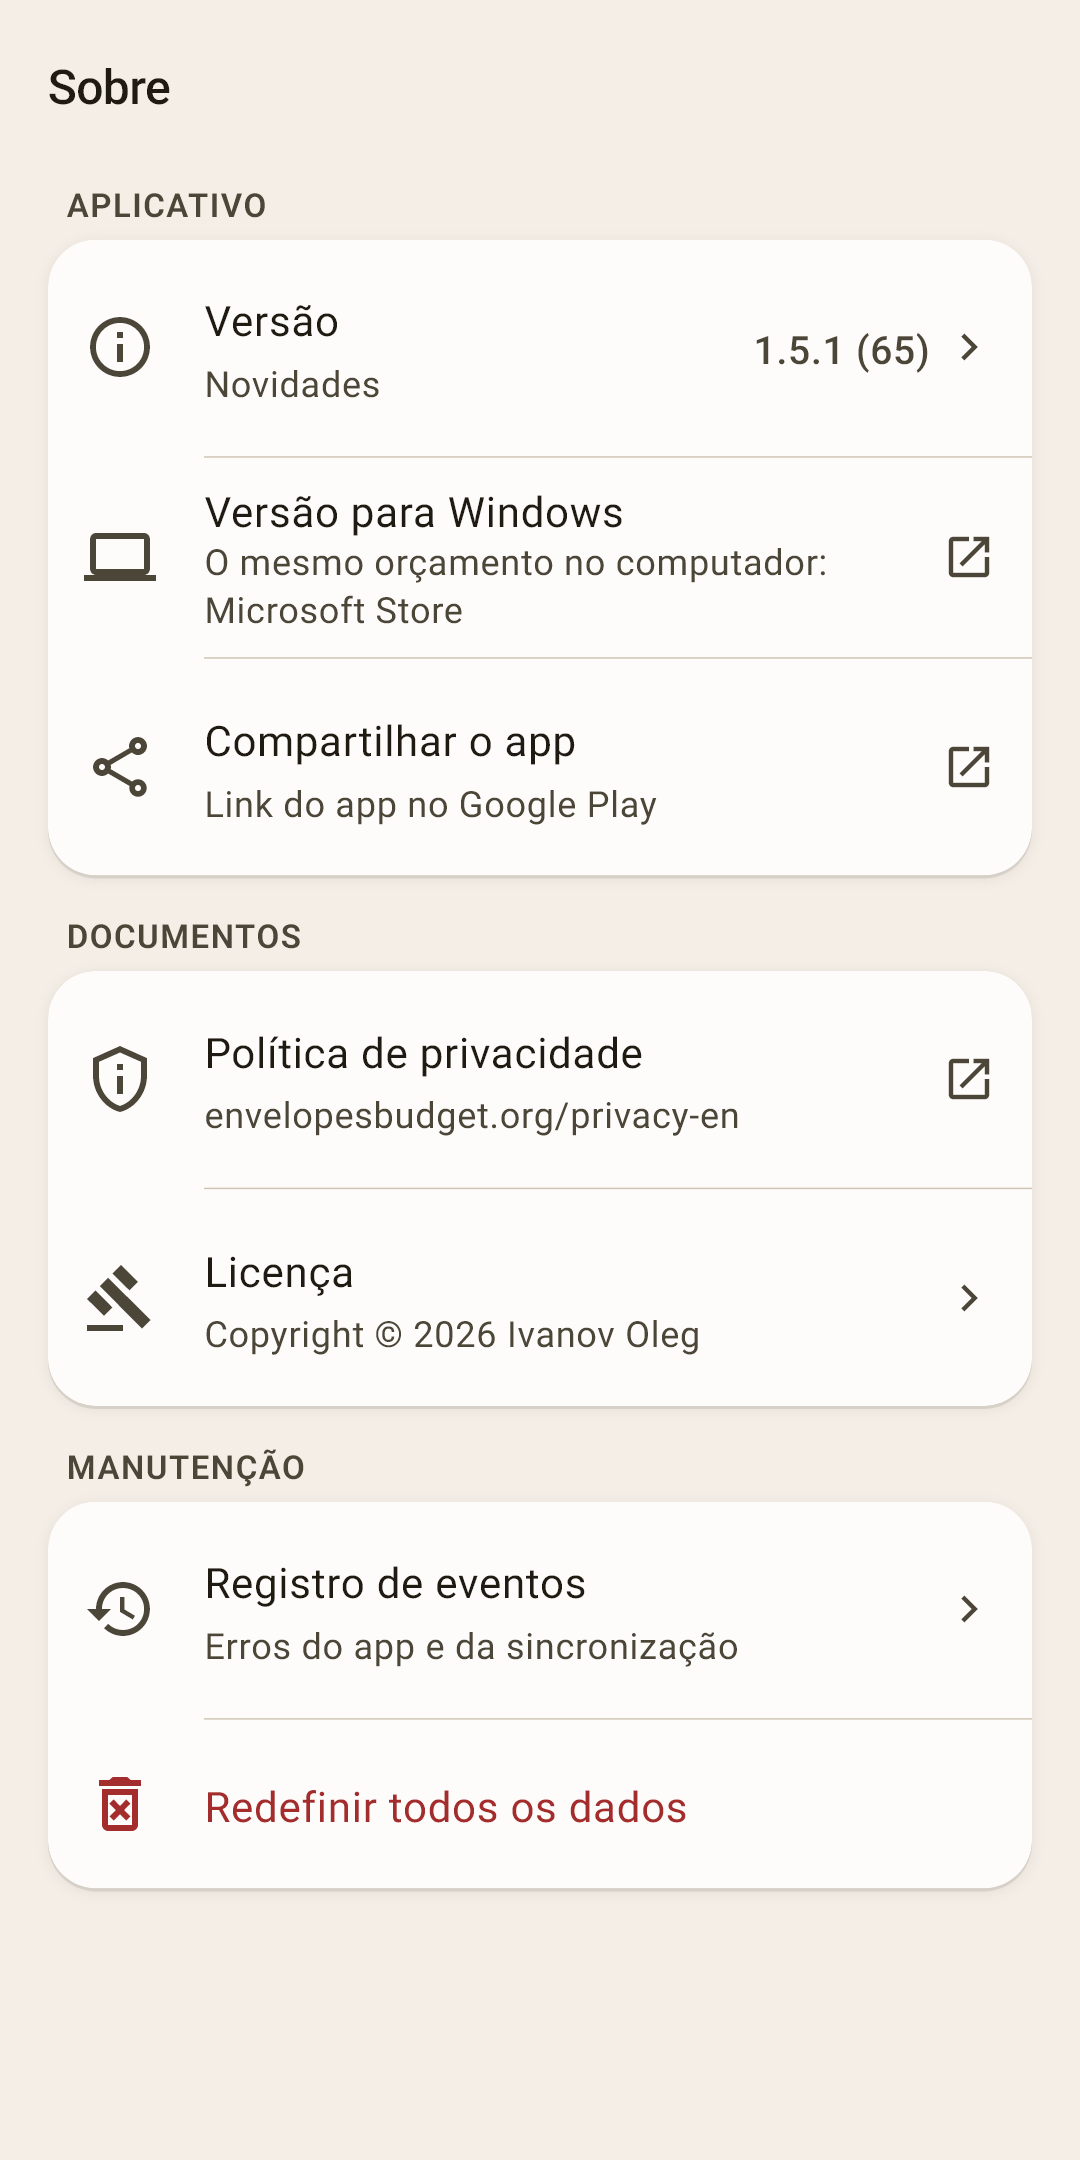 Sobre
APLICATIVO
Versão
Novidades
1.5.1 (65)
Versão para Windows
O mesmo orçamento no computador:
Microsoft Store
Compartilhar o app
Link do app no Google Play
DOCUMENTOS
Política de privacidade
envelopesbudget.org/privacy-en
Licença
Copyright © 2026 Ivanov Oleg
MANUTENÇÃO
Registro de eventos
Erros do app e da sincronização
Redefinir todos os dados